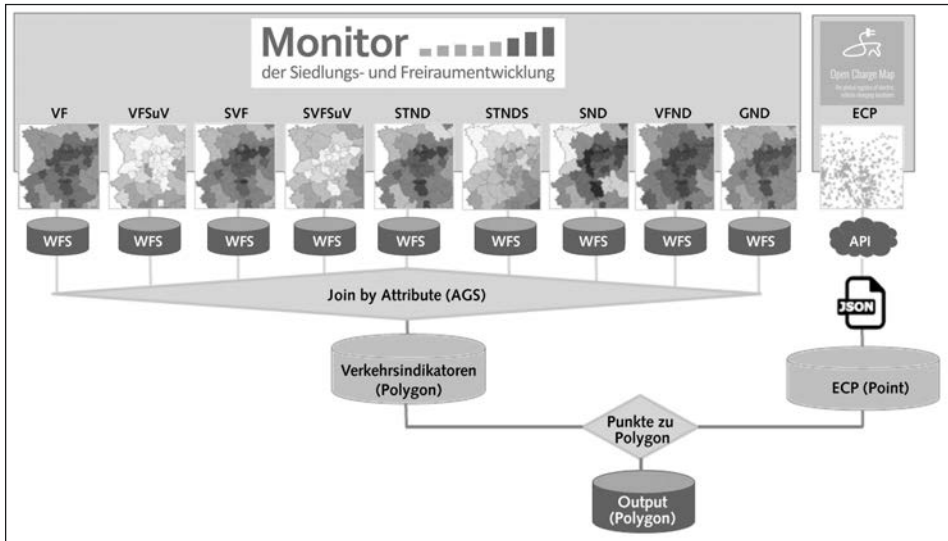 Monitor
der Siedlungs- und Freiraumentwicklung
Open Charge Map
VF VFSuV SVF SVFSuV STND STNDS SND VFND GND ECP
WFS WFS WFS WFS WFS WFS WFS WFS WFS API
Join by Attribute (AGS)
JSON
Verkehrsindikatoren
(Polygon)
ECP (Point)
Punkte zu
Polygon
Output
(Polygon)